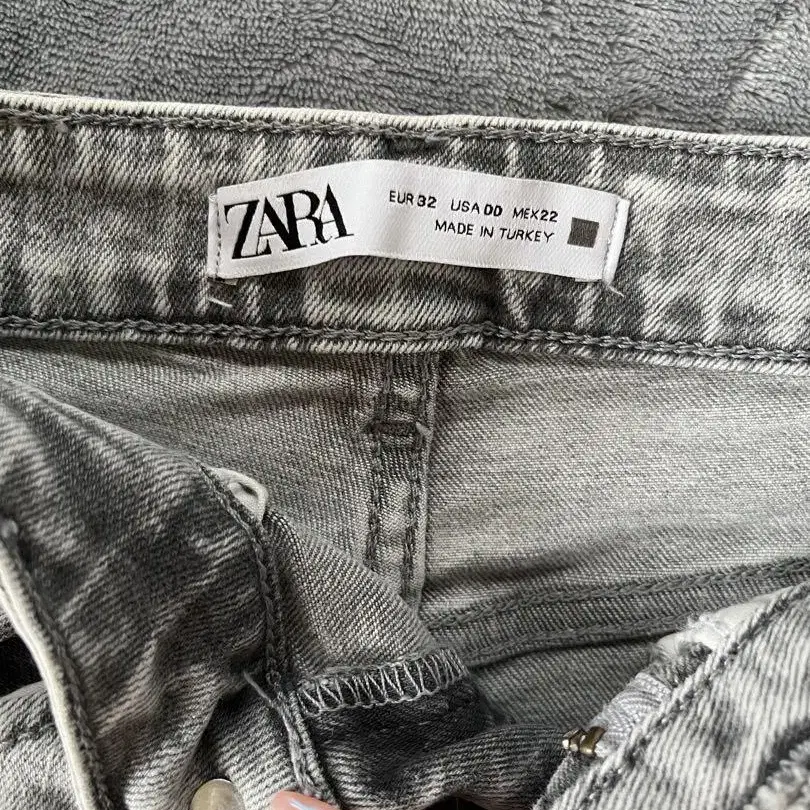 ZARA
EUR 32 USA 00 MEX 22
MADE IN TURKEY